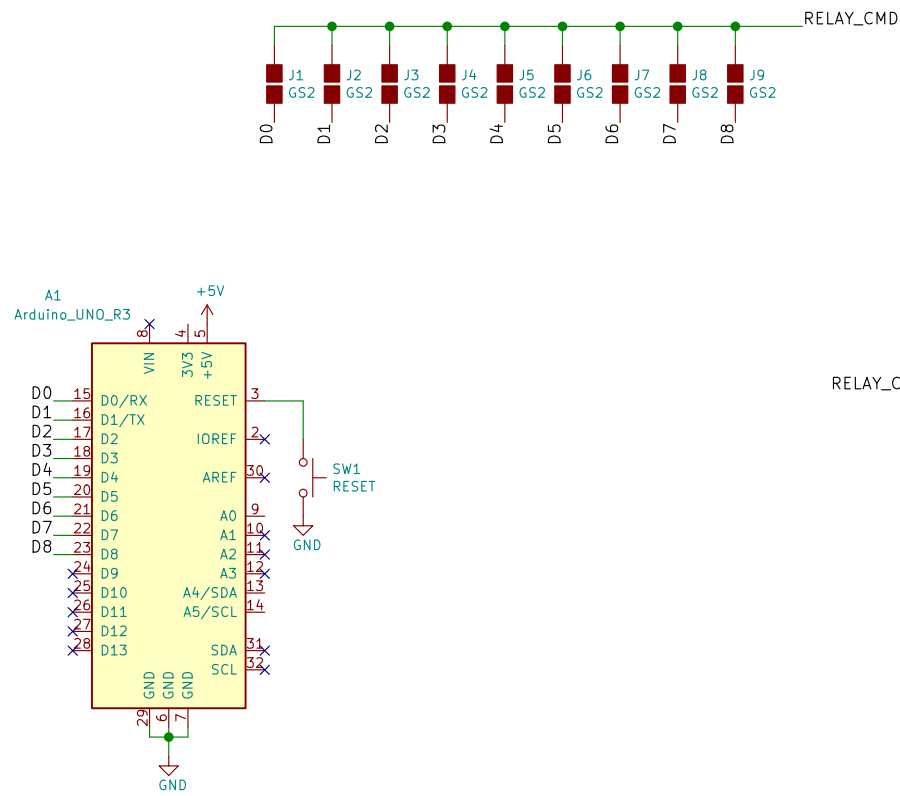 RELAY_CMD
J1 J2 J3 J4 J5 J6 J7 J8 J9
GS2 GS2 GS2 GS2 GS2 GS2 GS2 GS2 GS2
D0 D1 D2 D3 D4 D5 D6 D7 D8
A1
Arduino_UNO_R3
+5V
8 4 5
VIN 3V3 +5V
RELAY_C
D0 15 D0/RX RESET 3
D1 16 D1/TX
D2 17 D2 IOREF 2
D3 18 D3
D4 19 D4 AREF 30
SW1
RESET
D5 20 D5
D6 21 D6 A0 9
D7 22 D7 A1 10
GND
D8 23 D8 A2 11
24 D9 A3 12
25 D10 A4/SDA 13
26 D11 A5/SCL 14
27 D12
28 D13 SDA 31
SCL 32
GND GND GND
29 6 7
GND